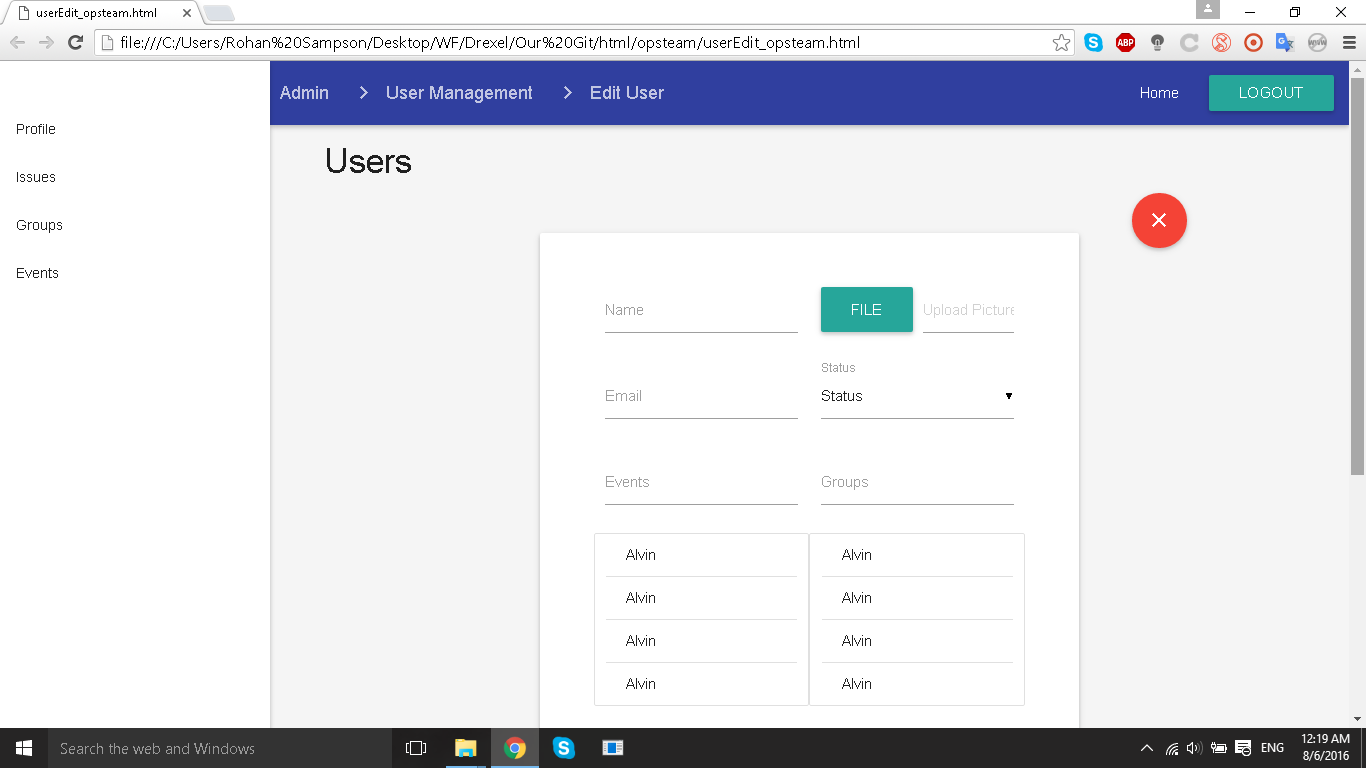 userEdit_opsteam.html
file:///C:/Users/Rohan%20Sampson/Desktop/WF/Drexel/Our%20Git/html/opsteam/userEdit_opsteam.html
ABP
Admin User Management Edit User Home LOGOUT
Profile
Issues
Groups
Events
Users
Name FILE Upload Picture
Status
Email Status
Events Groups
Alvin Alvin
Alvin Alvin
Alvin Alvin
Alvin Alvin
Search the web and Windows
ENG
12:19 AM
8/6/2016